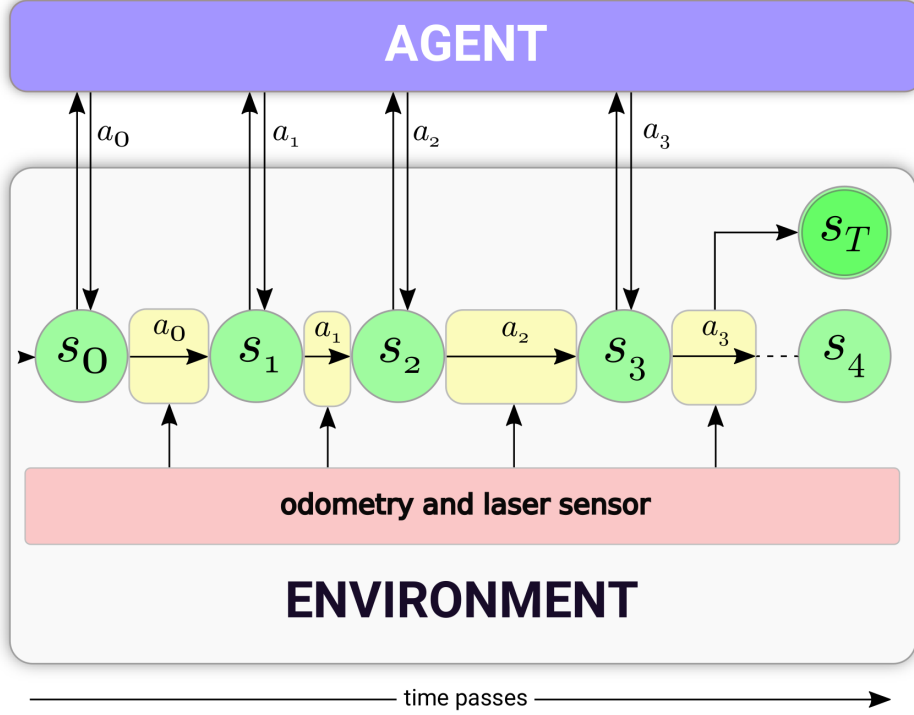 AGENT
a0 a1 a2 a3
sT
s0 a0 s1 a1 s2 a2 s3 a3 s4
odometry and laser sensor
ENVIRONMENT
time passes